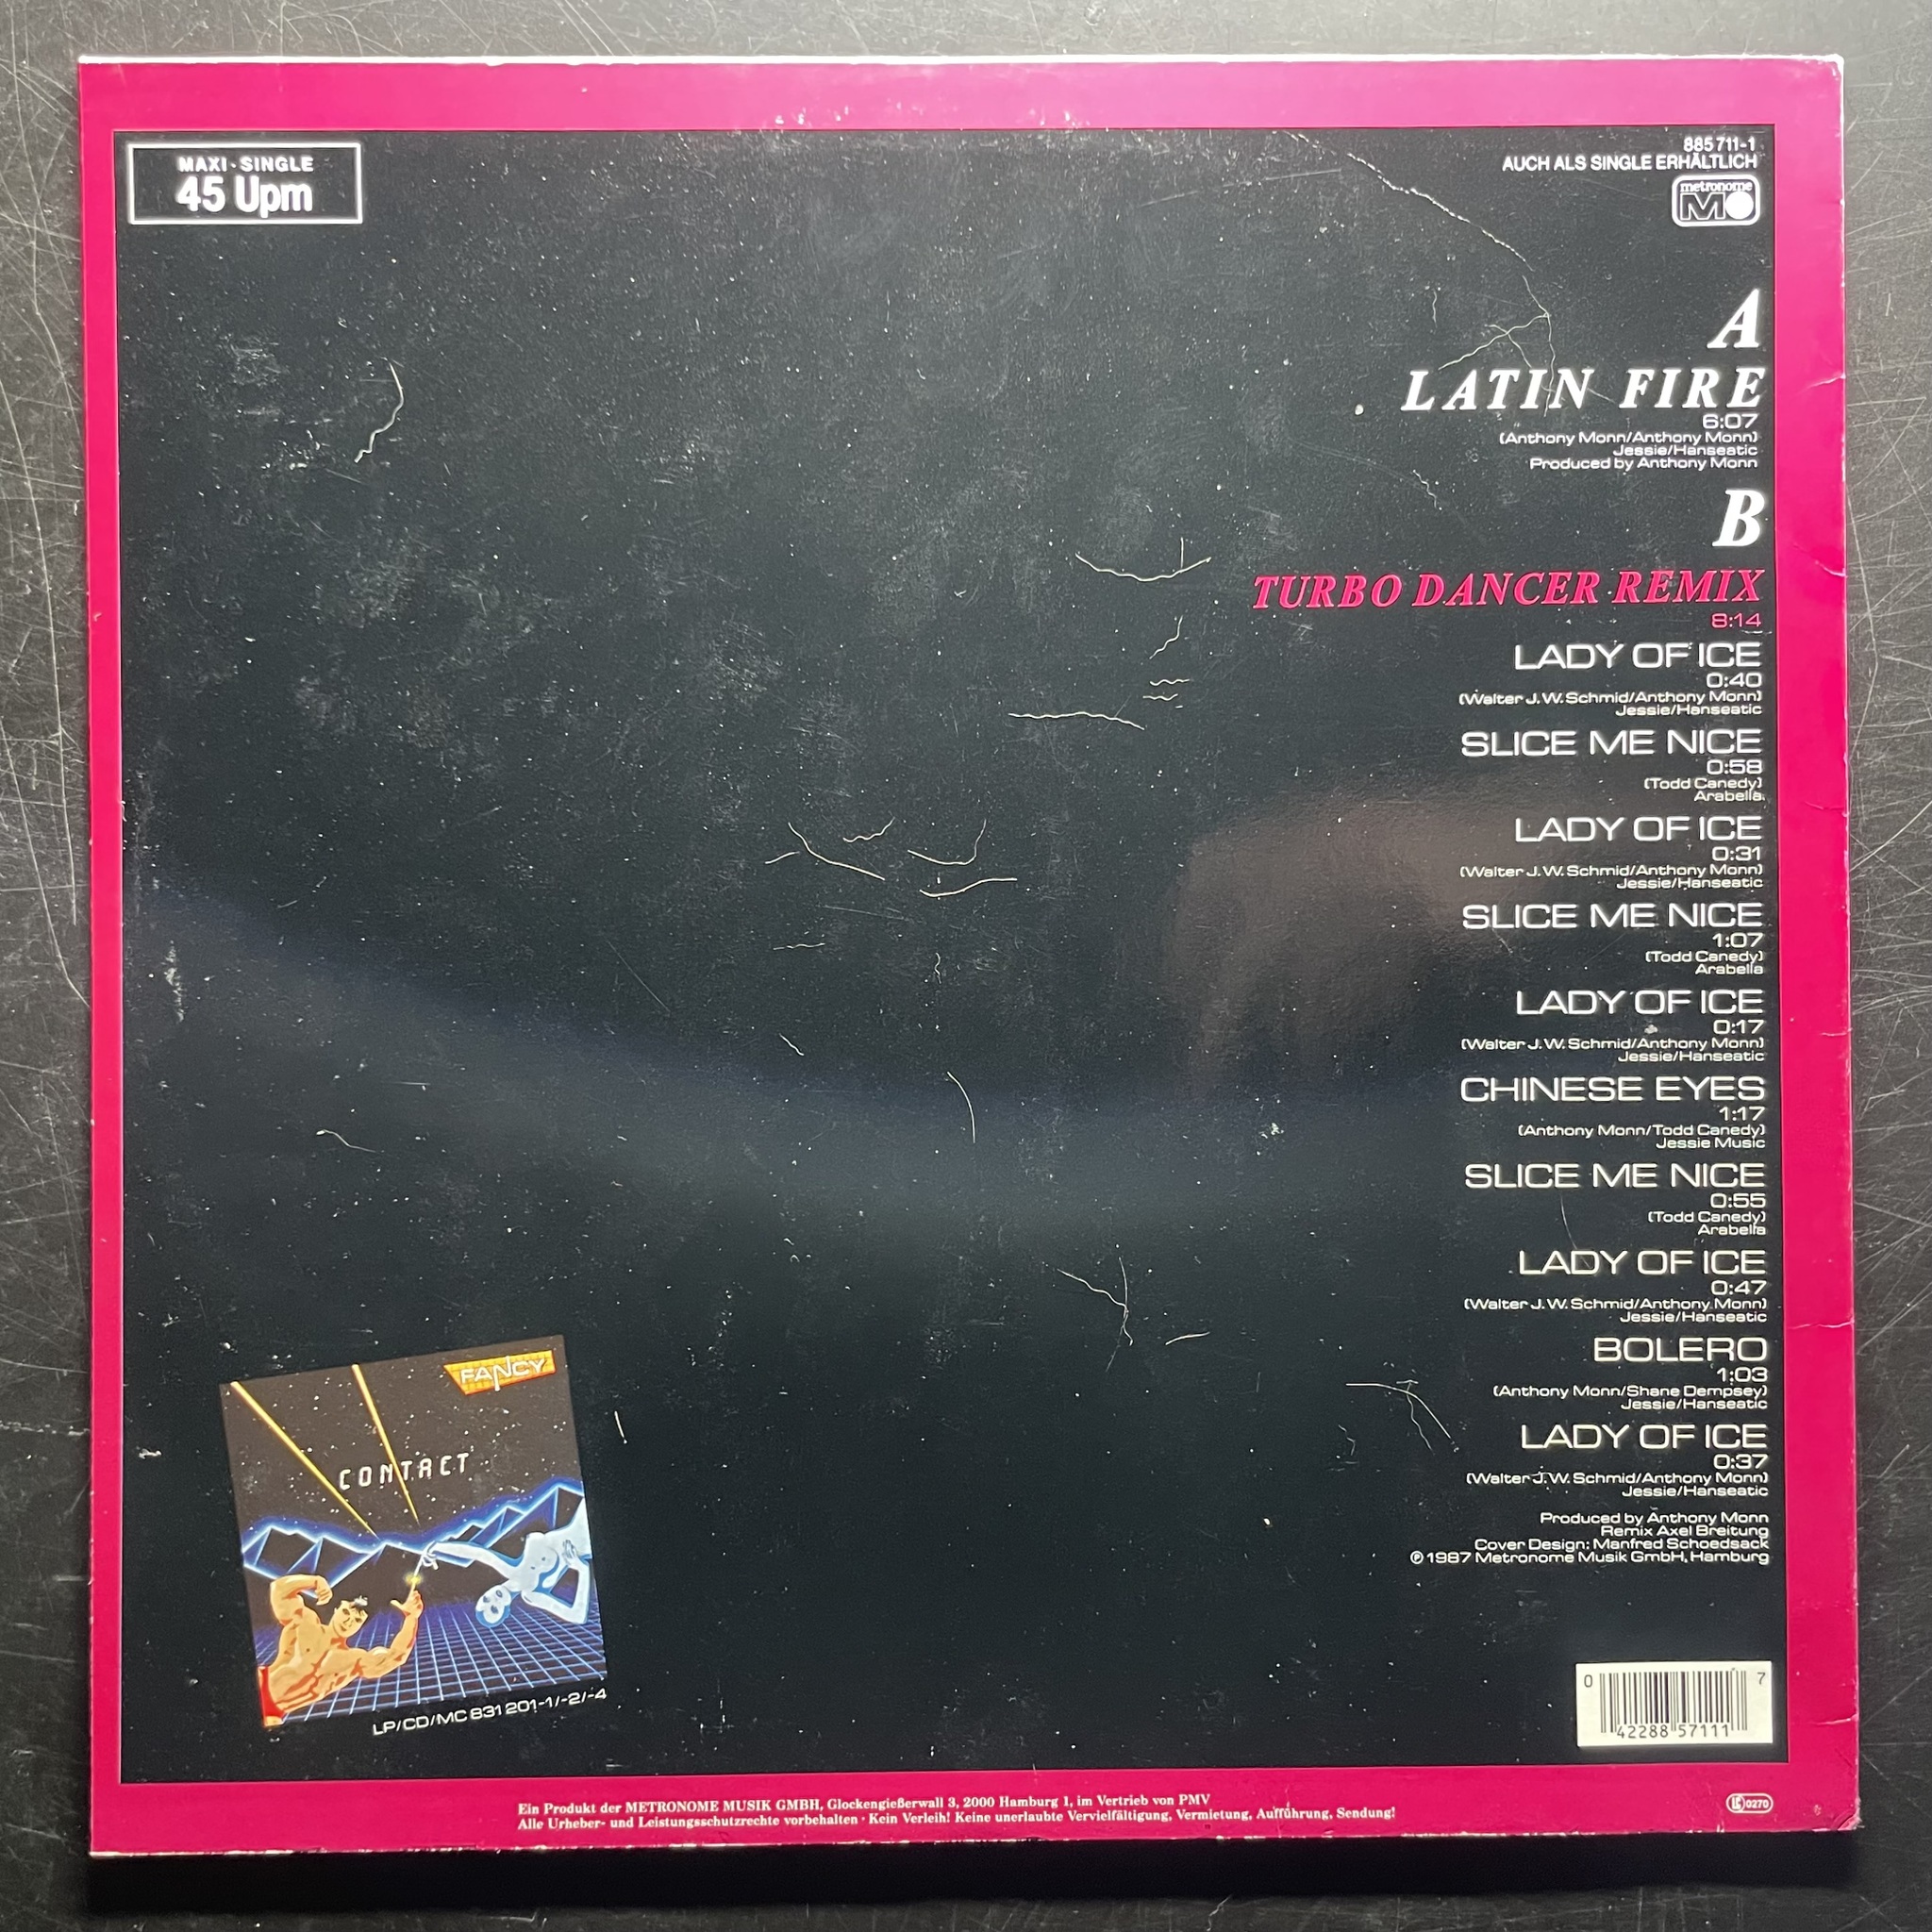 MAXI·SINGLE
45 Upm
885 711-1
AUCH ALS SINGLE ERHÄLTLICH
metronome
M
A
LATIN FIRE
6:07
(Anthony Monn/Anthony Monn)
Jessie/Hanseatic
Produced by Anthony Monn
B
TURBO DANCER REMIX
8:14
LADY OF ICE
0:40
(Walter J. W. Schmid/Anthony Monn)
Jessie/Hanseatic
SLICE ME NICE
0:58
(Todd Canedy)
Arabella
LADY OF ICE
0:31
(Walter J. W. Schmid/Anthony Monn)
Jessie/Hanseatic
SLICE ME NICE
1:07
(Todd Canedy)
Arabella
LADY OF ICE
0:17
(Walter J. W. Schmid/Anthony Monn)
Jessie/Hanseatic
CHINESE EYES
1:17
(Anthony Monn/Todd Canedy)
Jessie Music
SLICE ME NICE
0:55
(Todd Canedy)
Arabella
LADY OF ICE
0:47
(Walter J. W. Schmid/Anthony Monn)
Jessie/Hanseatic
BOLERO
1:03
(Anthony Monn/Shane Dempsey)
Jessie/Hanseatic
LADY OF ICE
0:37
(Walter J. W. Schmid/Anthony Monn)
Jessie/Hanseatic
Produced by Anthony Monn
Remix Axel Breitung
Cover Design: Manfred Schoedsack
℗ 1987 Metronome Musik GmbH, Hamburg
FANCY
CONTACT
LP/CD/MC 831 201-1/-2/-4
0 42288 57111 7
Ein Produkt der METRONOME MUSIK GMBH, Glockengießerwall 3, 2000 Hamburg 1, im Vertrieb von PMV
Alle Urheber- und Leistungsschutzrechte vorbehalten · Kein Verleih! Keine unerlaubte Vervielfältigung, Vermietung, Aufführung, Sendung!
LC 0270